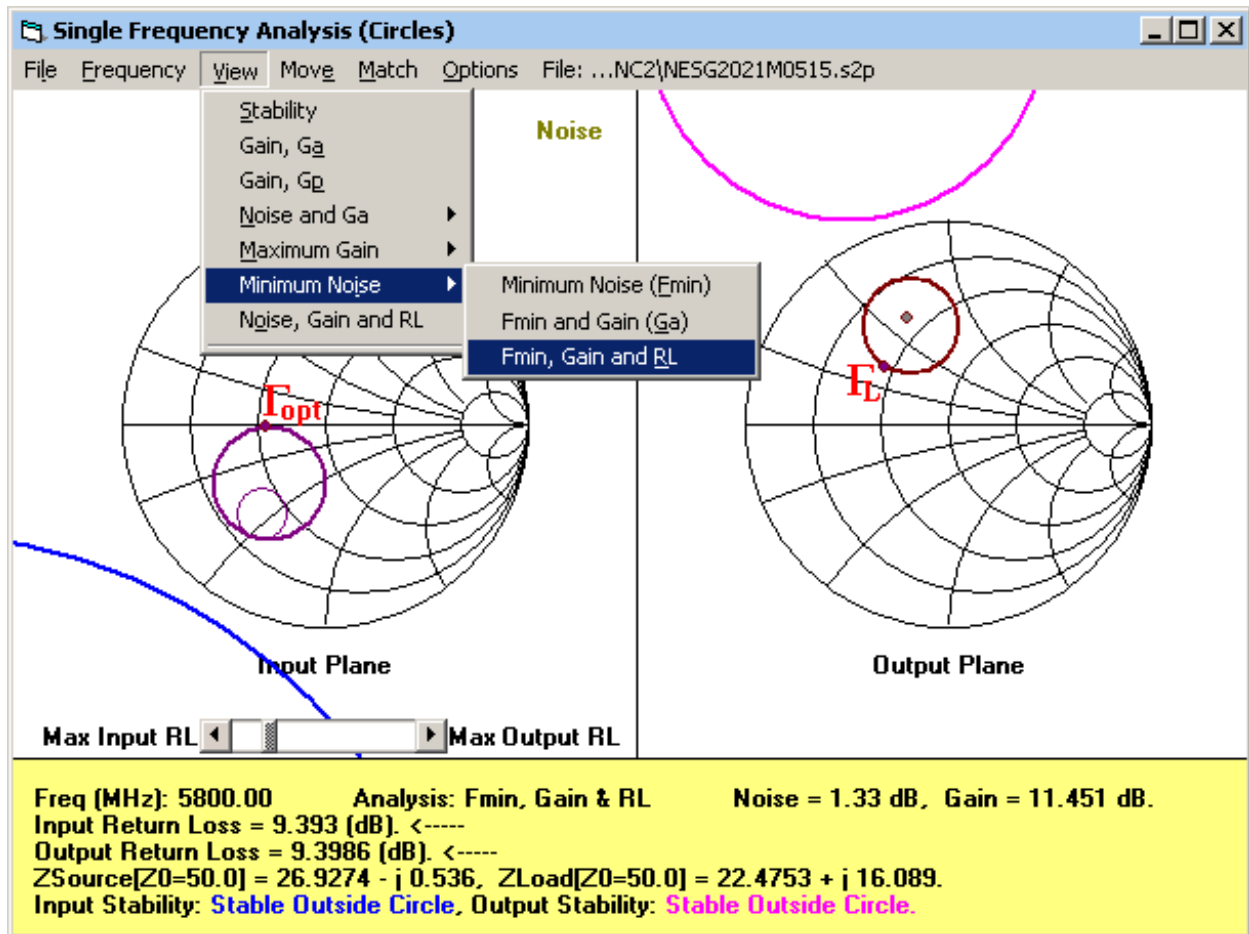 Single Frequency Analysis (Circles)
File Frequency View Move Match Options File: ...NC2\NESG2021M0515.s2p
Stability
Gain, Ga
Gain, Gp
Noise and Ga
Maximum Gain
Minimum Noise
Noise, Gain and RL
Minimum Noise (Fmin)
Fmin and Gain (Ga)
Fmin, Gain and RL
Noise
Γopt
ΓL
Input Plane
Output Plane
Max Input RL
Max Output RL
Freq (MHz): 5800.00 Analysis: Fmin, Gain & RL Noise = 1.33 dB, Gain = 11.451 dB.
Input Return Loss = 9.393 (dB). <-----
Output Return Loss = 9.3986 (dB). <-----
ZSource[Z0=50.0] = 26.9274 - j 0.536, ZLoad[Z0=50.0] = 22.4753 + j 16.089.
Input Stability: Stable Outside Circle, Output Stability: Stable Outside Circle.